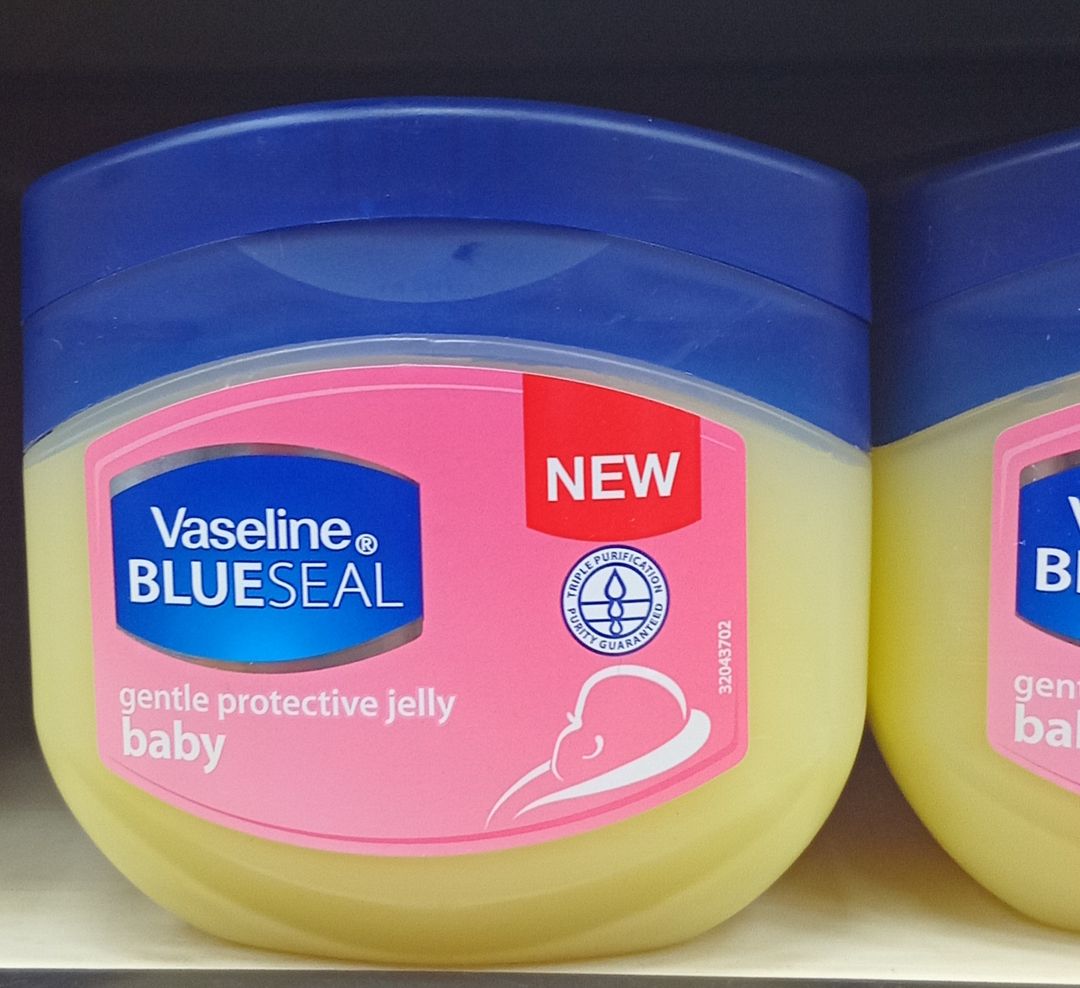 NEW
Vaseline®
BLUESEAL
TRIPLE PURIFICATION
PURITY GUARANTEED
32043702
gentle protective jelly
baby